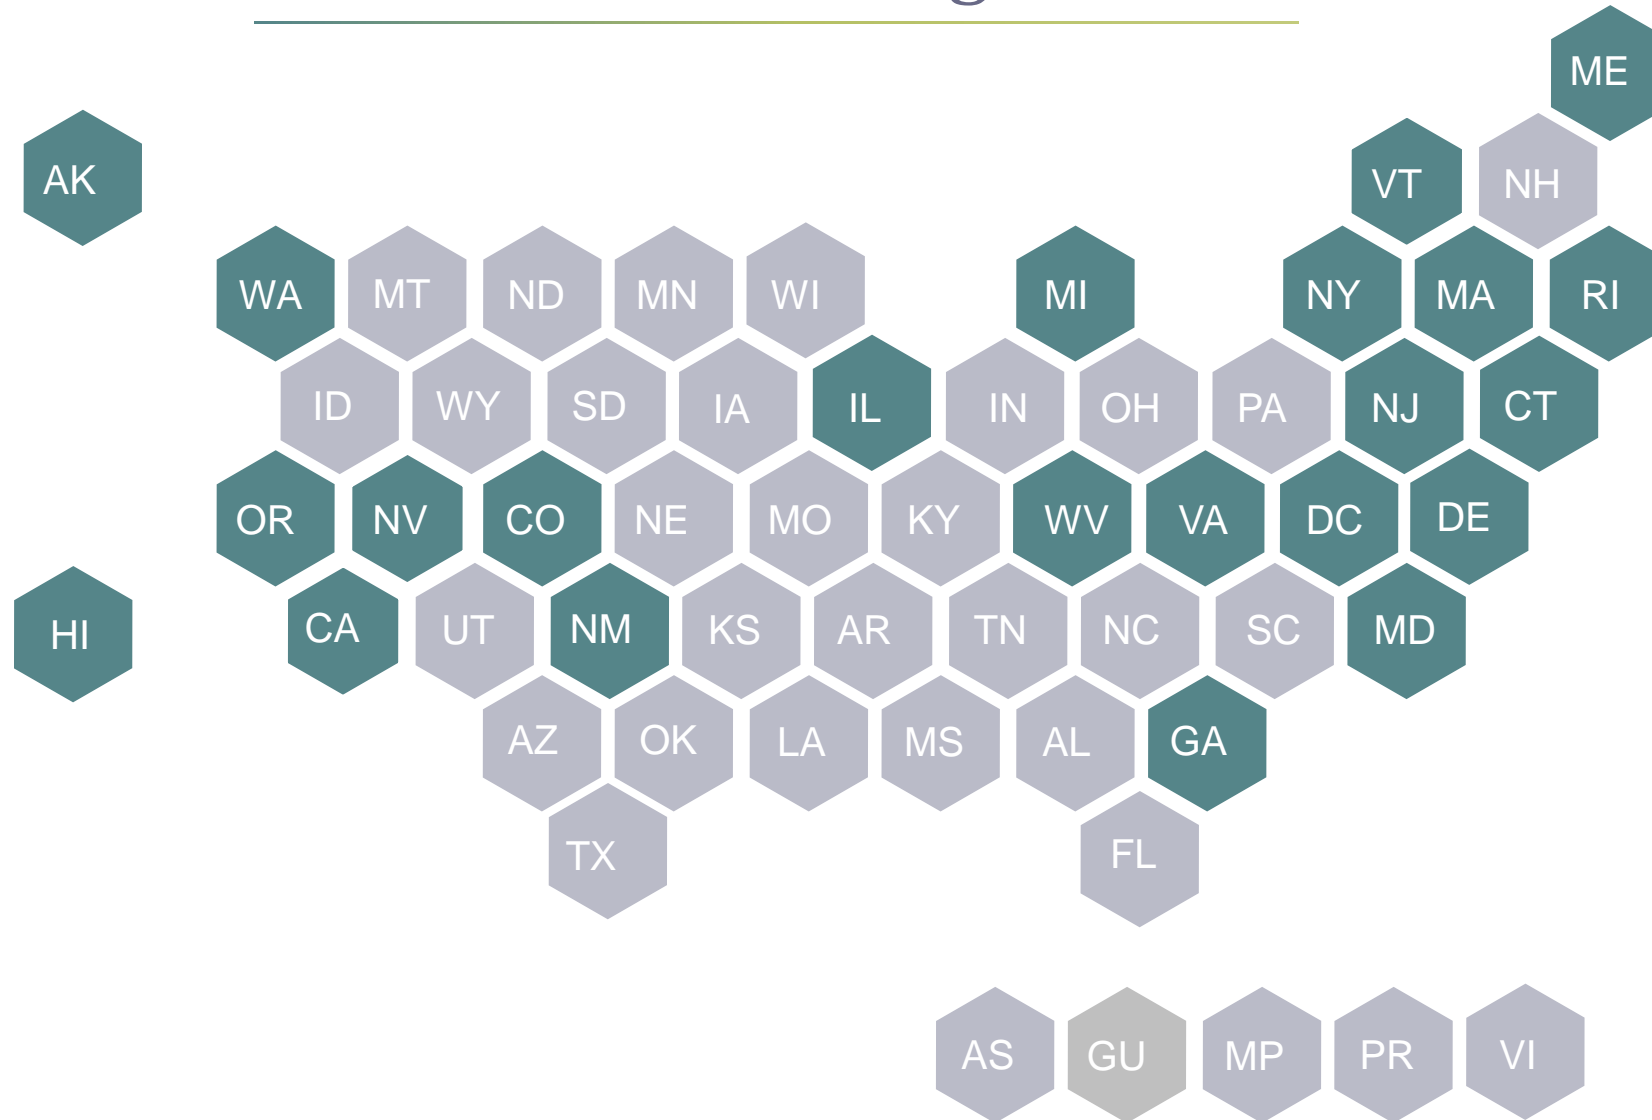 ME
AK
VT NH
WA MT ND MN WI MI NY MA RI
ID WY SD IA IL IN OH PA NJ CT
OR NV CO NE MO KY WV VA DC DE
HI CA UT NM KS AR TN NC SC MD
AZ OK LA MS AL GA
TX FL
AS GU MP PR VI